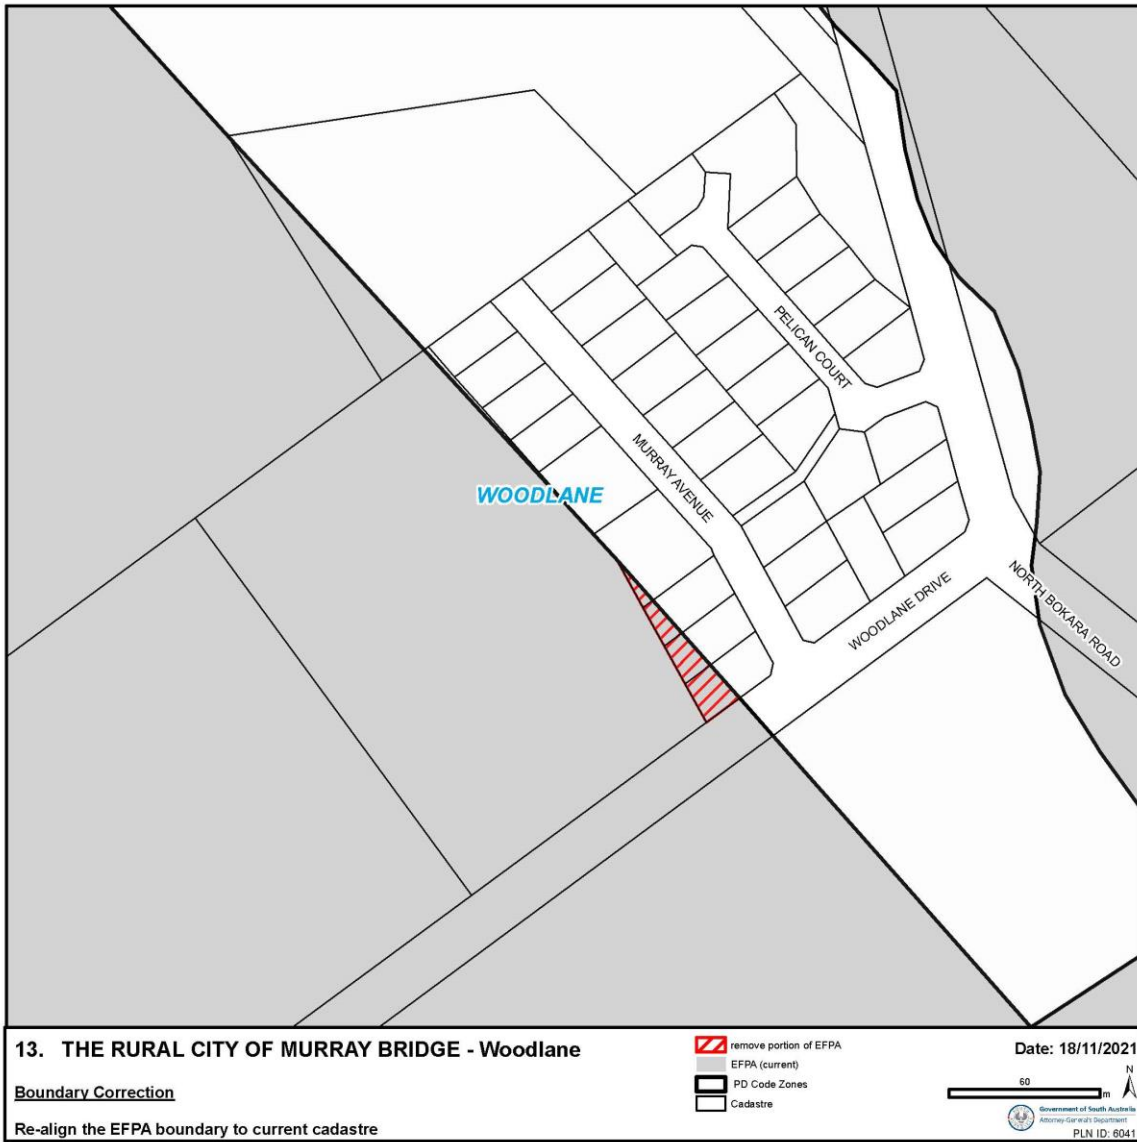 PELICAN COURT
MURRAY AVENUE
WOODLANE
WOODLANE DRIVE
NORTH BOKARA ROAD
13. THE RURAL CITY OF MURRAY BRIDGE - Woodlane
Boundary Correction
Re-align the EFPA boundary to current cadastre
remove portion of EFPA
EFPA (current)
PD Code Zones
Cadastre
Date: 18/11/2021
N
60
m
Government of South Australia
Attorney-General's Department
PLN ID: 6041